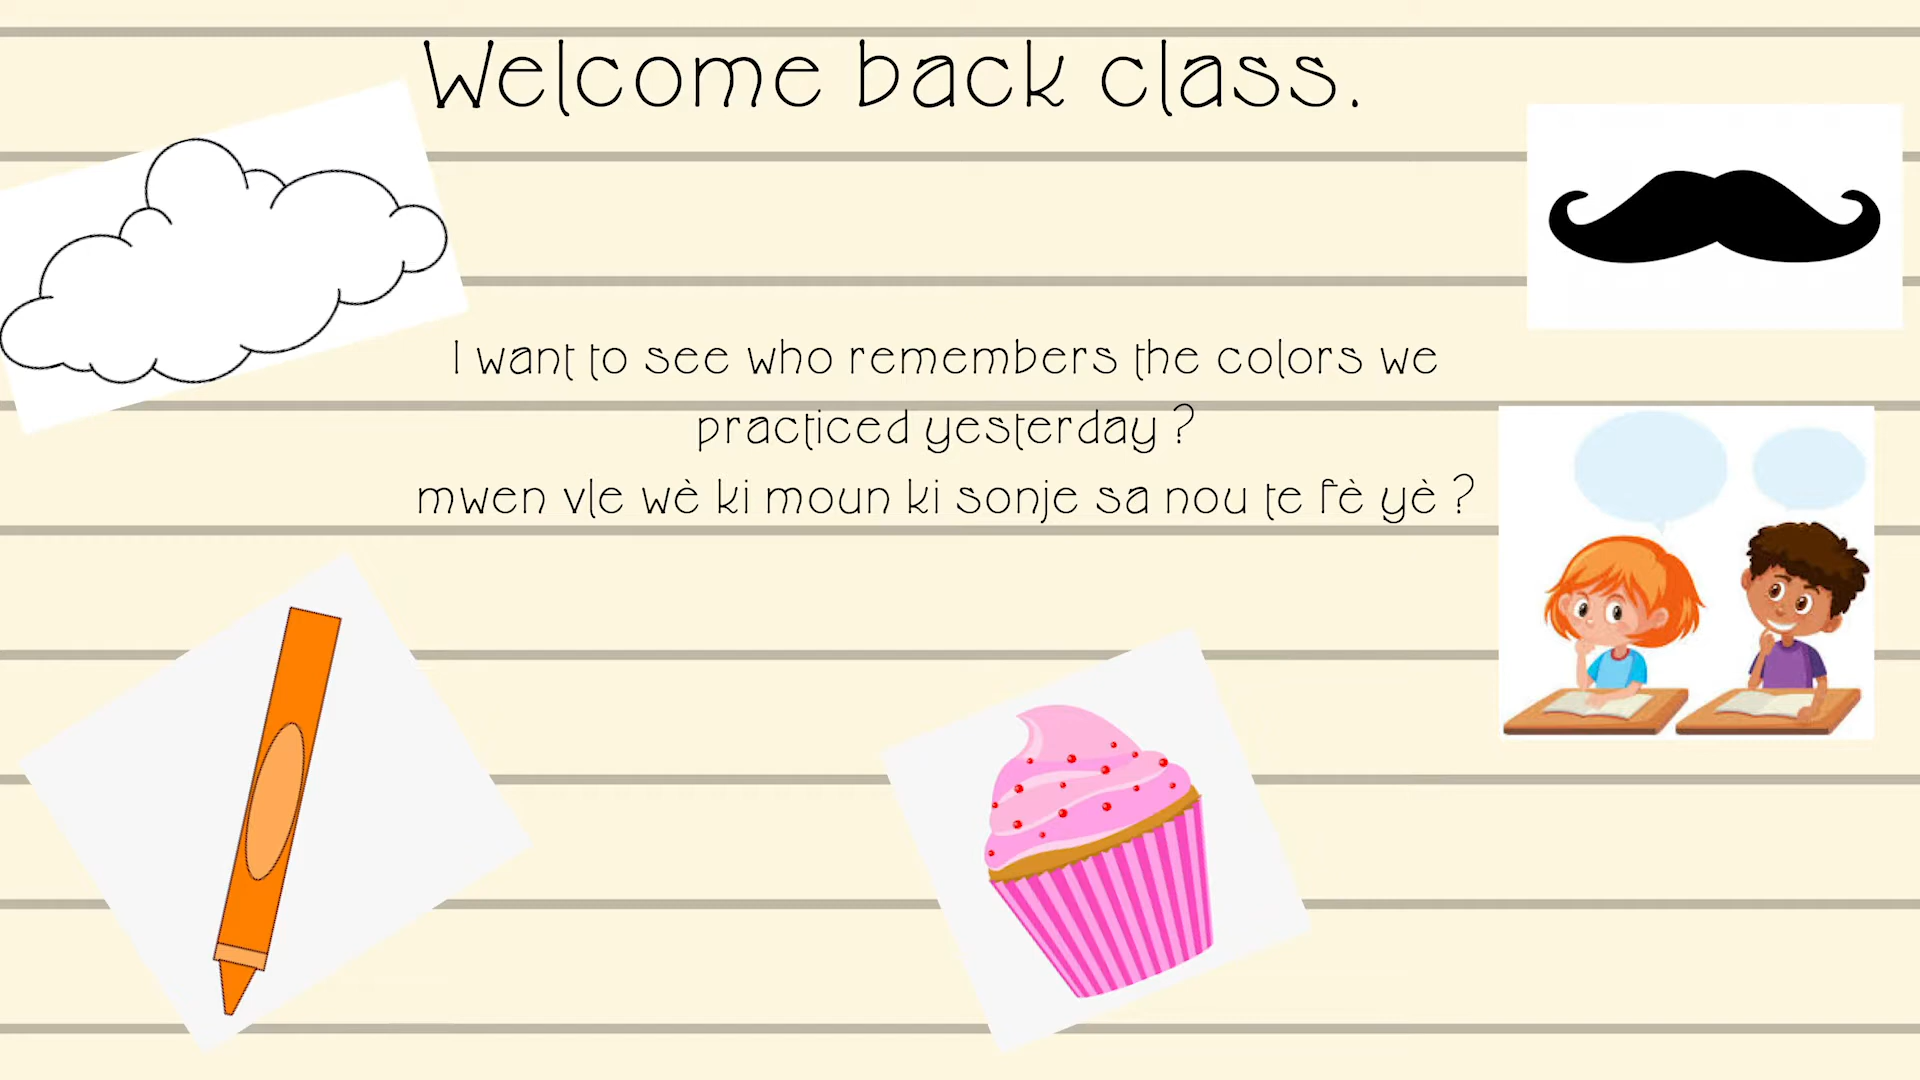 Welcome back class.
I want to see who remembers the colors we
practiced yesterday ?
mwen vle wè ki moun ki sonje sa nou te fè yè ?